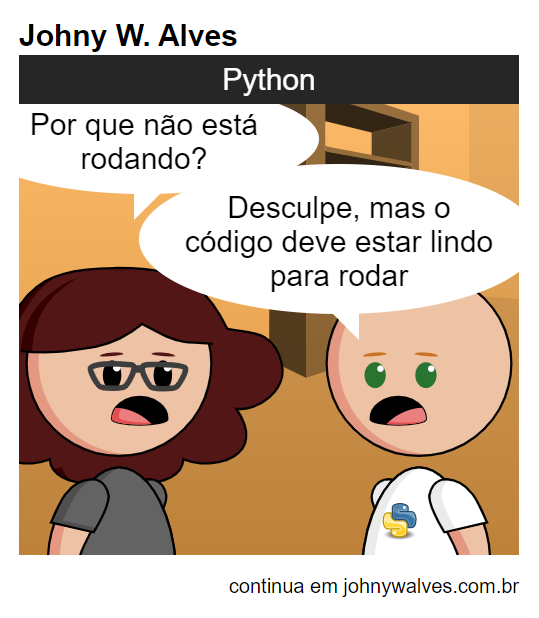 Johny W. Alves
Python
Por que não está
rodando?
Desculpe, mas o
código deve estar lindo
para rodar
continua em johnywalves.com.br